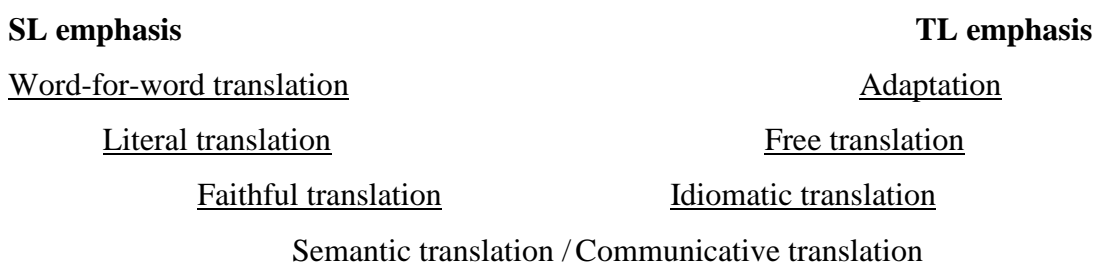 SL emphasis TL emphasis
Word-for-word translation Adaptation
Literal translation Free translation
Faithful translation Idiomatic translation
Semantic translation / Communicative translation